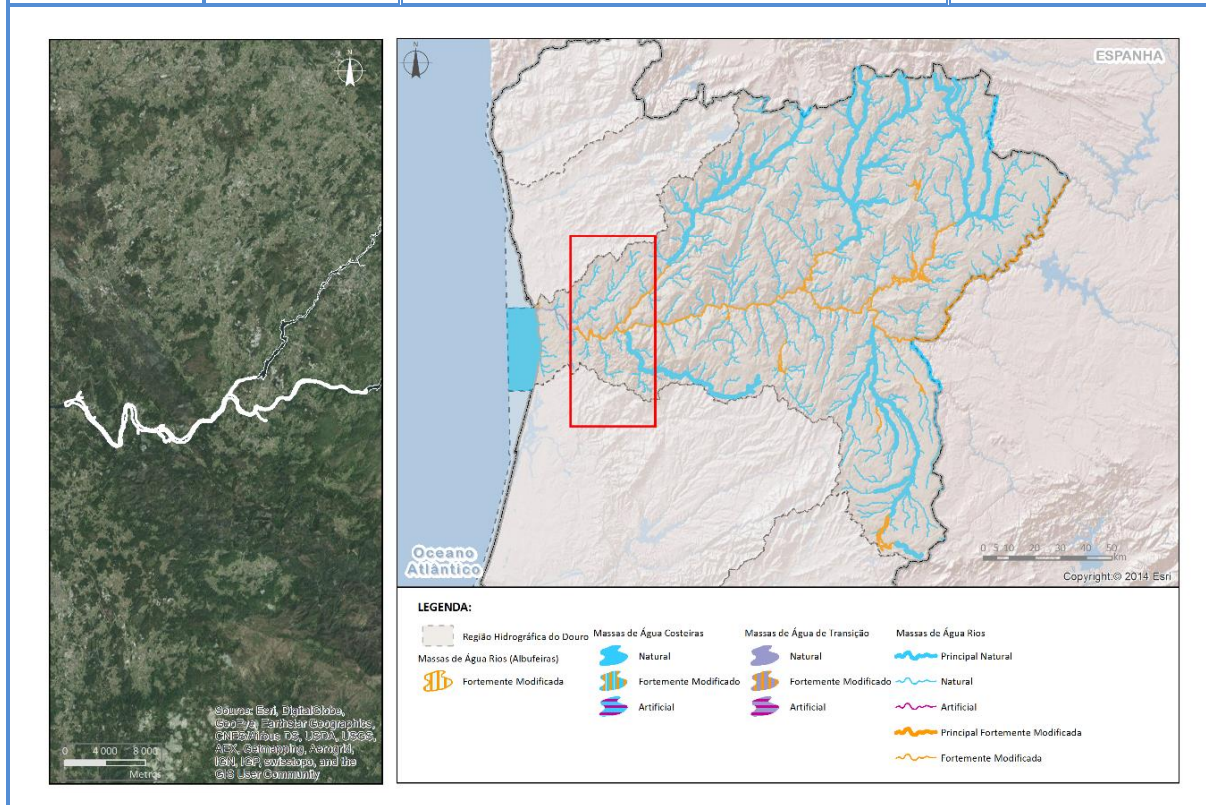 N
Source: Esri, DigitalGlobe,
GeoEye, Earthstar Geographics,
CNES/Airbus DS, USDA, USGS,
AEX, Getmapping, Aerogrid,
IGN, IGP, swisstopo, and the
GIS User Community
0 4 000 8 000
Metros
N
ESPANHA
Oceano
Atlântico
0 5 10 20 30 40 50
km
Copyright:© 2014 Esri
LEGENDA:
Região Hidrográfica do Douro
Massas de Água Rios (Albufeiras)
Fortemente Modificada
Massas de Água Costeiras
Natural
Fortemente Modificado
Artificial
Massas de Água de Transição
Natural
Fortemente Modificado
Artificial
Massas de Água Rios
Principal Natural
Natural
Artificial
Principal Fortemente Modificada
Fortemente Modificada